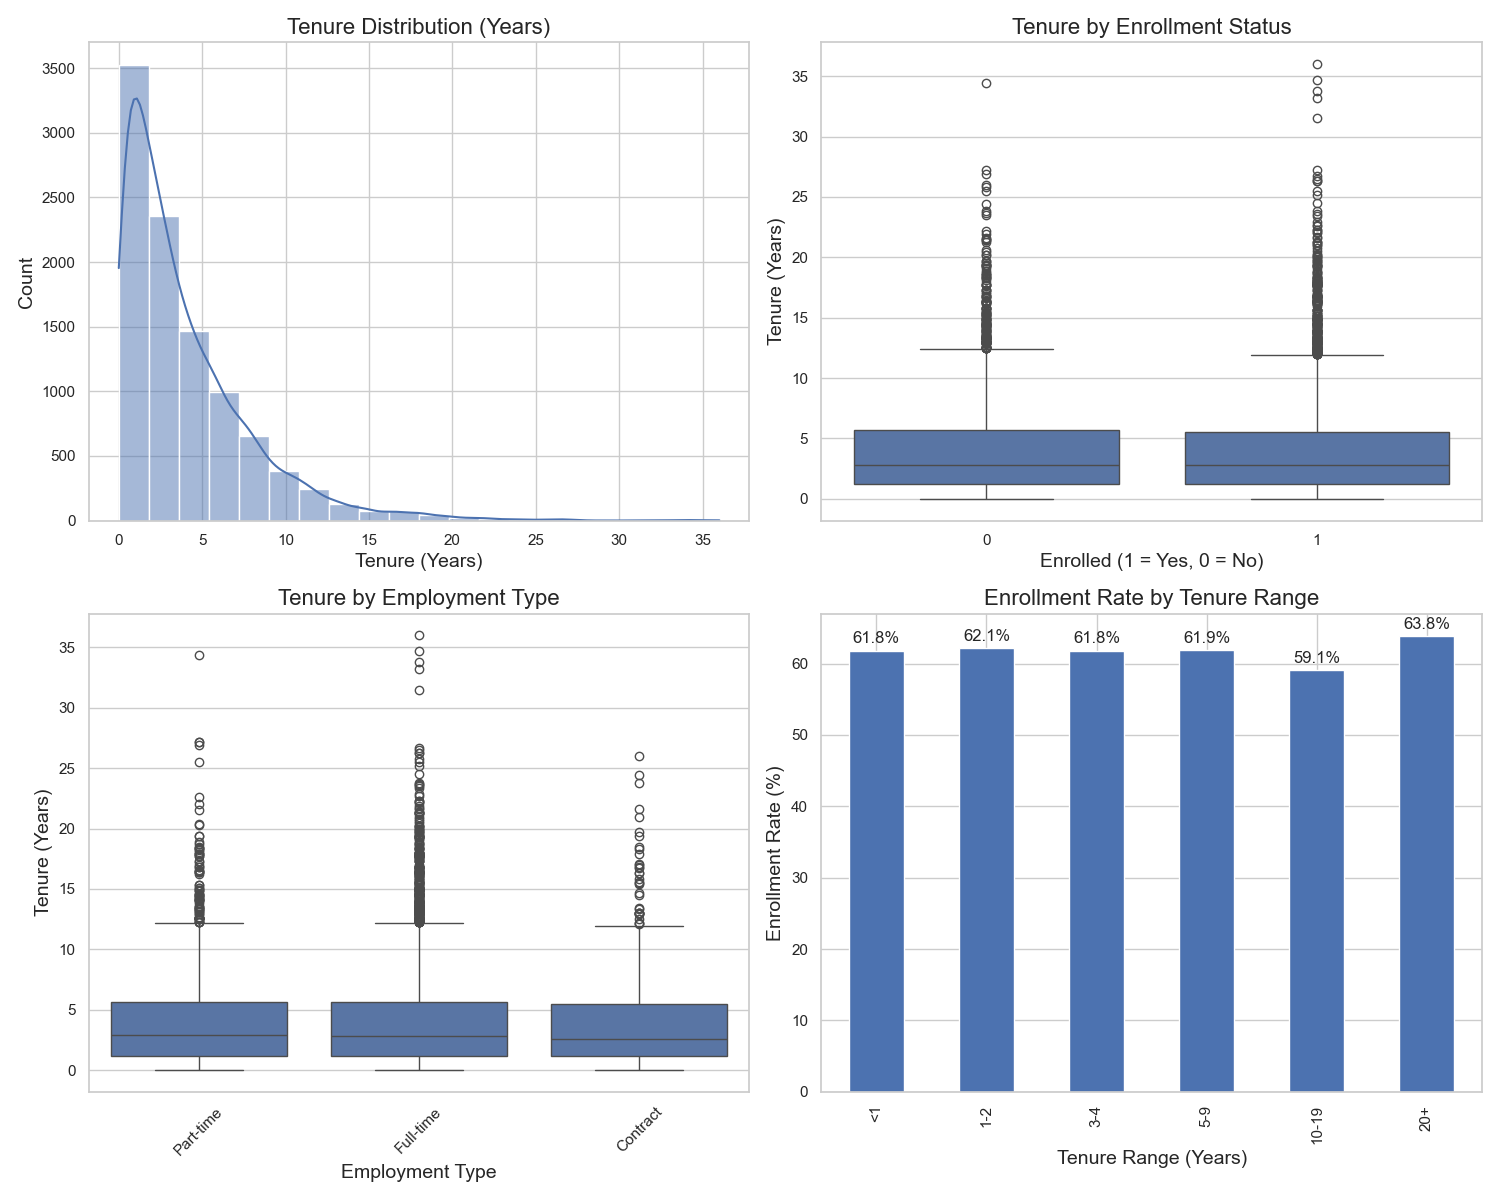 Tenure Distribution (Years)
3500
3000
2500
2000
1500
1000
500
0
Count
0 5 10 15 20 25 30 35
Tenure (Years)
Tenure by Enrollment Status
35
30
25
20
15
10
5
0
Tenure (Years)
0 1
Enrolled (1 = Yes, 0 = No)
Tenure by Employment Type
35
30
25
20
15
10
5
0
Tenure (Years)
Part-time Full-time Contract
Employment Type
Enrollment Rate by Tenure Range
61.8% 62.1% 61.8% 61.9% 59.1% 63.8%
60
50
40
30
20
10
0
Enrollment Rate (%)
<1 1-2 3-4 5-9 10-19 20+
Tenure Range (Years)